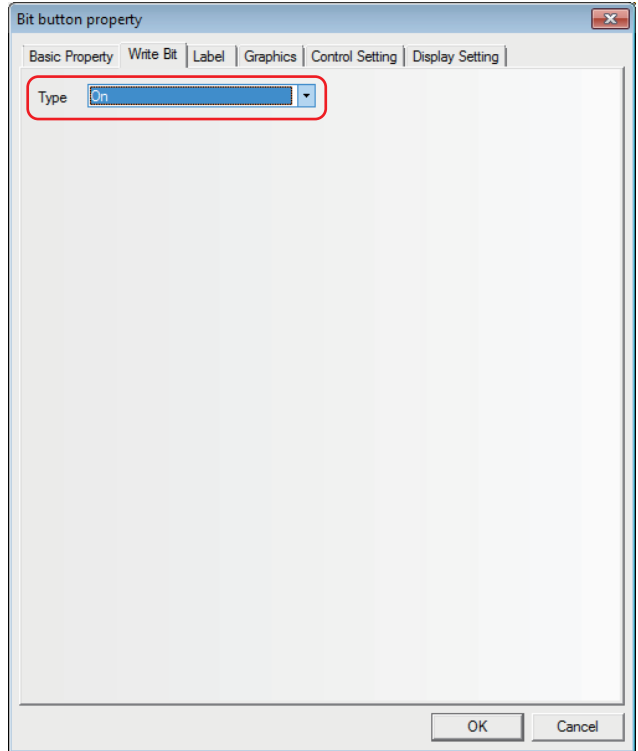 Bit button property
Basic Property Write Bit Label Graphics Control Setting Display Setting
Type On
OK Cancel